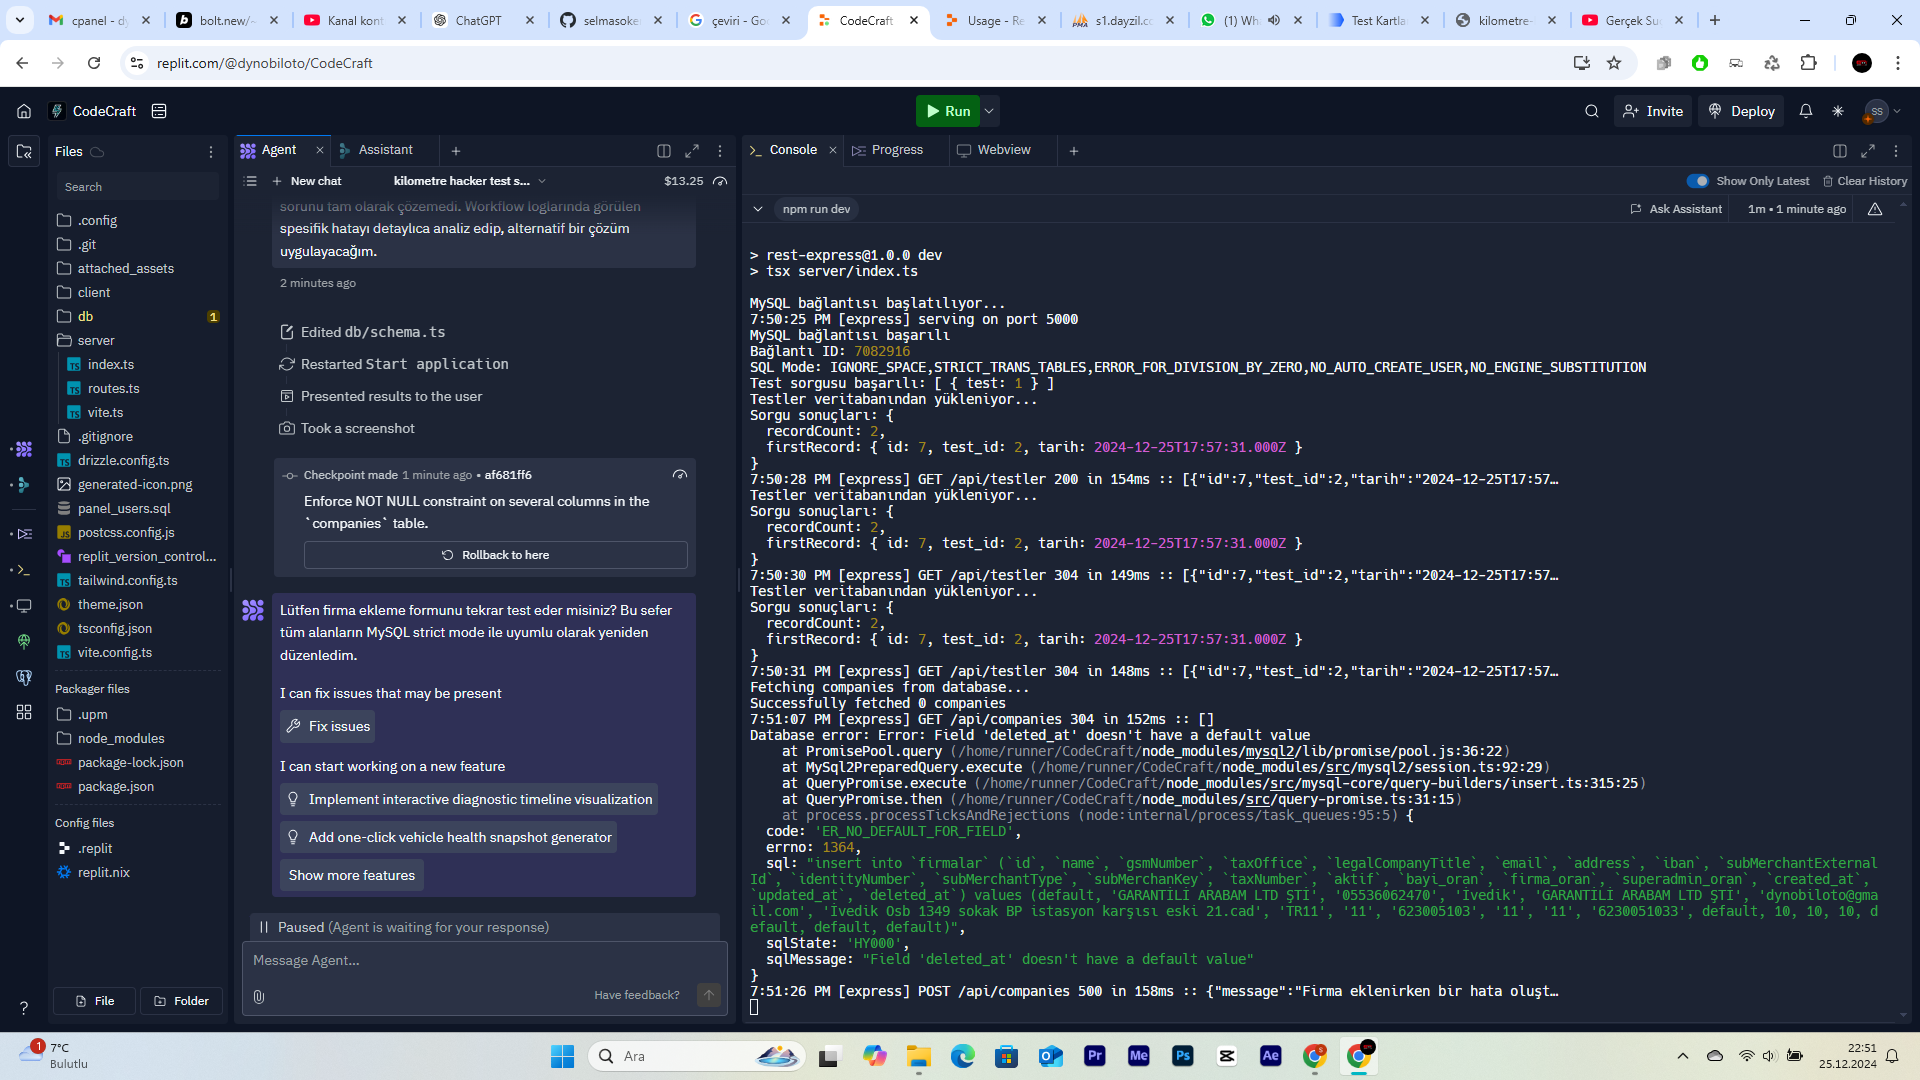 cpanel - dy
bolt.new/~
Kanal kont
ChatGPT
selmasoke
çeviri - Go
CodeCraft
Usage - Re
s1.dayzil.c
(1) Wh
Test Kartla
kilometre-
Gerçek Su
replit.com/@dynobiloto/CodeCraft
CodeCraft
Run
Invite
Deploy
SS
Files
Search
.config
.git
attached_assets
client
db
1
server
index.ts
routes.ts
vite.ts
.gitignore
drizzle.config.ts
generated-icon.png
panel_users.sql
postcss.config.js
replit_version_control...
tailwind.config.ts
theme.json
tsconfig.json
vite.config.ts
Packager files
.upm
node_modules
package-lock.json
package.json
Config files
.replit
replit.nix
File
Folder
Agent
Assistant
New chat
kilometre hacker test s...
$13.25
sorunu tam olarak çözemedi. Workflow loglarında görülen
spesifik hatayı detaylıca analiz edip, alternatif bir çözüm
uygulayacağım.
2 minutes ago
Edited db/schema.ts
Restarted Start application
Presented results to the user
Took a screenshot
Checkpoint made 1 minute ago • af681ff6
Enforce NOT NULL constraint on several columns in the
`companies` table.
Rollback to here
Lütfen firma ekleme formunu tekrar test eder misiniz? Bu sefer
tüm alanların MySQL strict mode ile uyumlu olarak yeniden
düzenledim.
I can fix issues that may be present
Fix issues
I can start working on a new feature
Implement interactive diagnostic timeline visualization
Add one-click vehicle health snapshot generator
Show more features
Paused (Agent is waiting for your response)
Message Agent...
Have feedback?
Console
Progress
Webview
Show Only Latest
Clear History
npm run dev
Ask Assistant
1m • 1 minute ago
> rest-express@1.0.0 dev
> tsx server/index.ts
MySQL bağlantısı başlatılıyor...
7:50:25 PM [express] serving on port 5000
MySQL bağlantısı başarılı
Bağlantı ID: 7082916
SQL Mode: IGNORE_SPACE,STRICT_TRANS_TABLES,ERROR_FOR_DIVISION_BY_ZERO,NO_AUTO_CREATE_USER,NO_ENGINE_SUBSTITUTION
Test sorgusu başarılı: [ { test: 1 } ]
Testler veritabanından yükleniyor...
Sorgu sonuçları: {
recordCount: 2,
firstRecord: { id: 7, test_id: 2, tarih: 2024-12-25T17:57:31.000Z }
}
7:50:28 PM [express] GET /api/testler 200 in 154ms :: [{"id":7,"test_id":2,"tarih":"2024-12-25T17:57…
Testler veritabanından yükleniyor...
Sorgu sonuçları: {
recordCount: 2,
firstRecord: { id: 7, test_id: 2, tarih: 2024-12-25T17:57:31.000Z }
}
7:50:30 PM [express] GET /api/testler 304 in 149ms :: [{"id":7,"test_id":2,"tarih":"2024-12-25T17:57…
Testler veritabanından yükleniyor...
Sorgu sonuçları: {
recordCount: 2,
firstRecord: { id: 7, test_id: 2, tarih: 2024-12-25T17:57:31.000Z }
}
7:50:31 PM [express] GET /api/testler 304 in 148ms :: [{"id":7,"test_id":2,"tarih":"2024-12-25T17:57…
Fetching companies from database...
Successfully fetched 0 companies
7:51:07 PM [express] GET /api/companies 304 in 152ms :: []
Database error: Error: Field 'deleted_at' doesn't have a default value
at PromisePool.query (/home/runner/CodeCraft/node_modules/mysql2/lib/promise/pool.js:36:22)
at MySql2PreparedQuery.execute (/home/runner/CodeCraft/node_modules/src/mysql2/session.ts:92:29)
at QueryPromise.execute (/home/runner/CodeCraft/node_modules/src/mysql-core/query-builders/insert.ts:315:25)
at QueryPromise.then (/home/runner/CodeCraft/node_modules/src/query-promise.ts:31:15)
at process.processTicksAndRejections (node:internal/process/task_queues:95:5) {
code: 'ER_NO_DEFAULT_FOR_FIELD',
errno: 1364,
sql: "insert into `firmalar` (`id`, `name`, `gsmNumber`, `taxOffice`, `legalCompanyTitle`, `email`, `address`, `iban`, `subMerchantExternal
Id`, `identityNumber`, `subMerchantType`, `subMerchanKey`, `taxNumber`, `aktif`, `bayi_oran`, `firma_oran`, `superadmin_oran`, `created_at`,
`updated_at`, `deleted_at`) values (default, 'GARANTİLİ ARABAM LTD ŞTİ', '05536062470', 'İvedik', 'GARANTİLİ ARABAM LTD ŞTİ', 'dynobiloto@gma
il.com', 'İvedik Osb 1349 sokak BP istasyon karşısı eski 21.cad', 'TR11', '11', '623005103', '11', '11', '6230051033', default, 10, 10, 10, d
efault, default, default)",
sqlState: 'HY000',
sqlMessage: "Field 'deleted_at' doesn't have a default value"
}
7:51:26 PM [express] POST /api/companies 500 in 158ms :: {"message":"Firma eklenirken bir hata oluşt…
1
7°C
Bulutlu
Ara
Pr
Me
Ps
Ae
22:51
25.12.2024